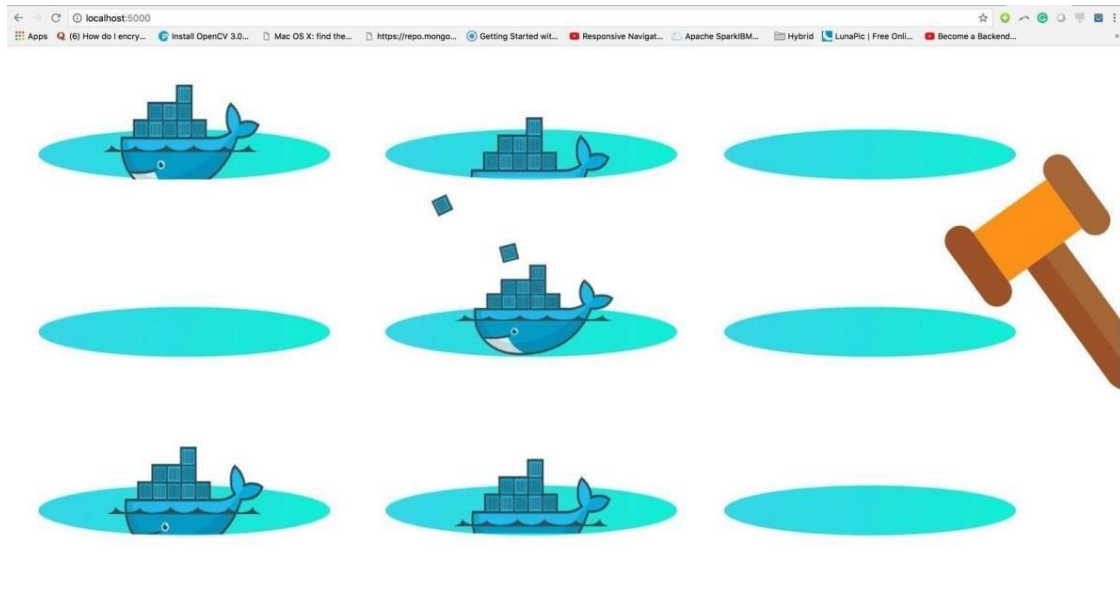 localhost:5000
Apps (6) How do I encry... Install OpenCV 3.0... Mac OS X: find the... https://repo.mongo... Getting Started wit... Responsive Navigat... Apache SparkIBM... Hybrid LunaPic | Free Onli... Become a Backend...